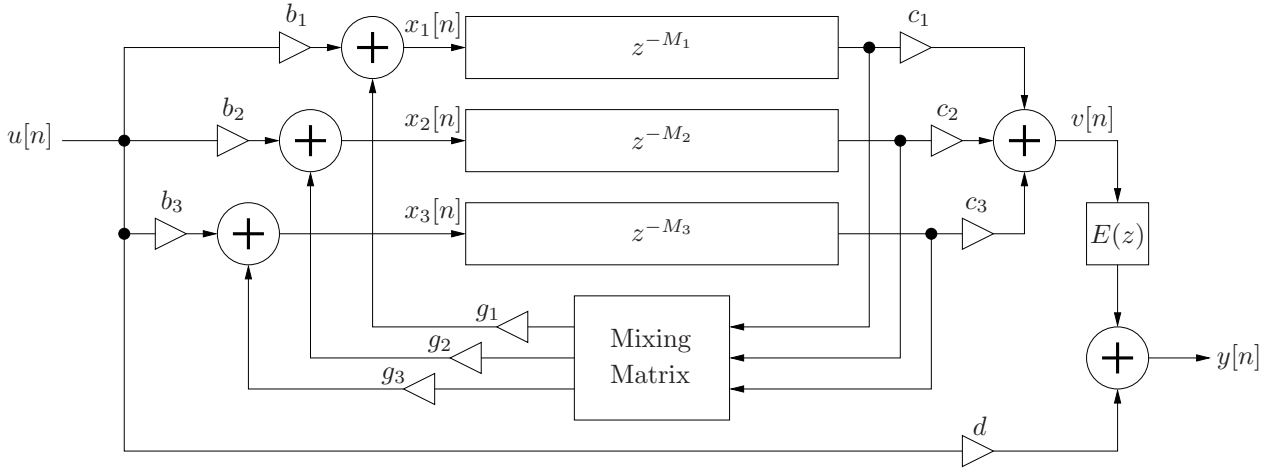 b₁ x₁[n] z^{-M₁} c₁
b₂ x₂[n] z^{-M₂} c₂ v[n]
u[n]
b₃ x₃[n] z^{-M₃} c₃
E(z)
g₁
g₂
g₃
Mixing
Matrix
y[n]
d